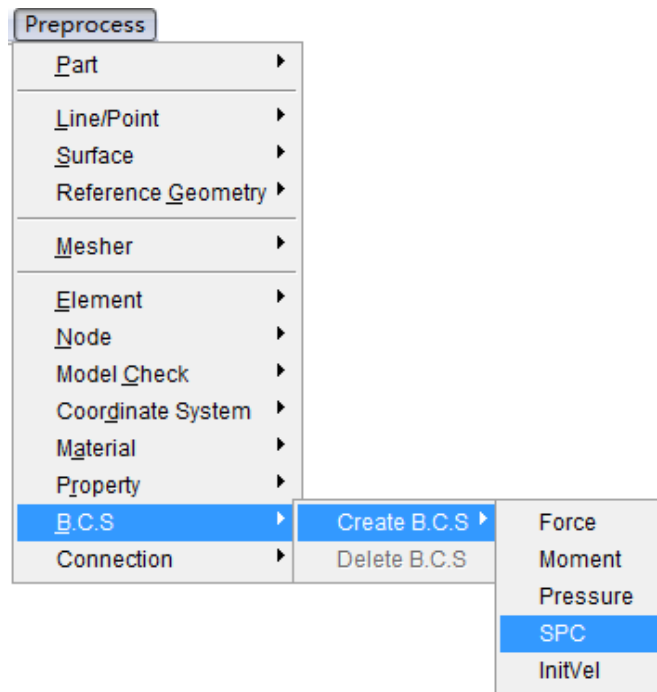 Preprocess
Part
Line/Point
Surface
Reference Geometry
Mesher
Element
Node
Model Check
Coordinate System
Material
Property
B.C.S
Create B.C.S
Force
Connection
Delete B.C.S
Moment
Pressure
SPC
InitVel